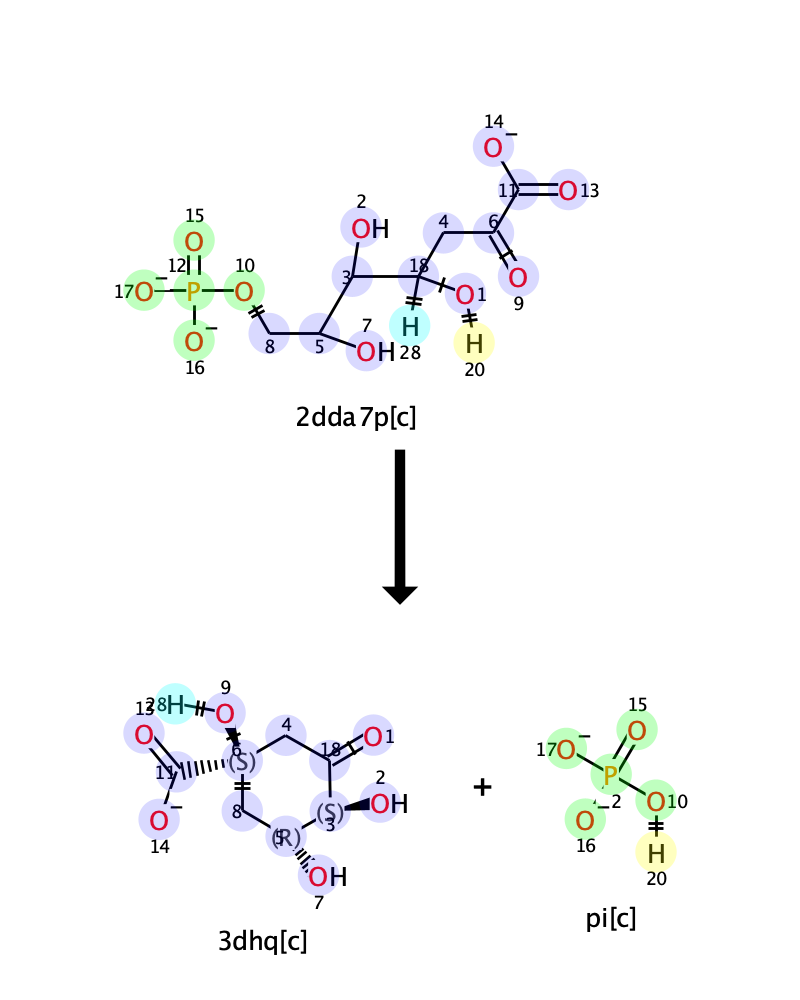 14
O−
11
O 13
2
OH
4
6
15
O
12
10
17 O− P O
3
18
O 1
O
9
O−
16
8
5
7
OH
H
28
H
20
2dda7p[c]
9
13 28 H
O
O
4
6
(S)
18
O 1
11
2
OH
8
(S)
3
O−
14
5
(R)
OH
7
3dhq[c]
+
15
O
17 O−
P
O 10
2
O−
16
H
20
pi[c]